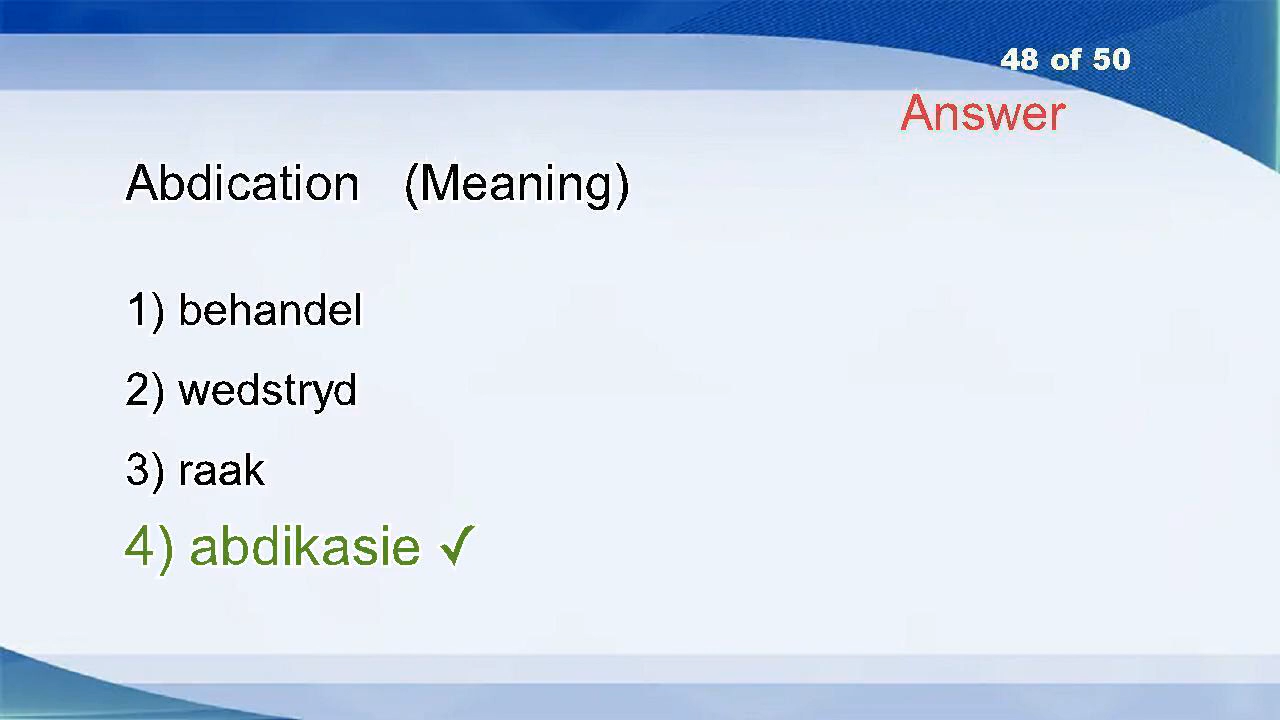 48 of 50
Answer
Abdication (Meaning)
1) behandel
2) wedstryd
3) raak
4) abdikasie ✓